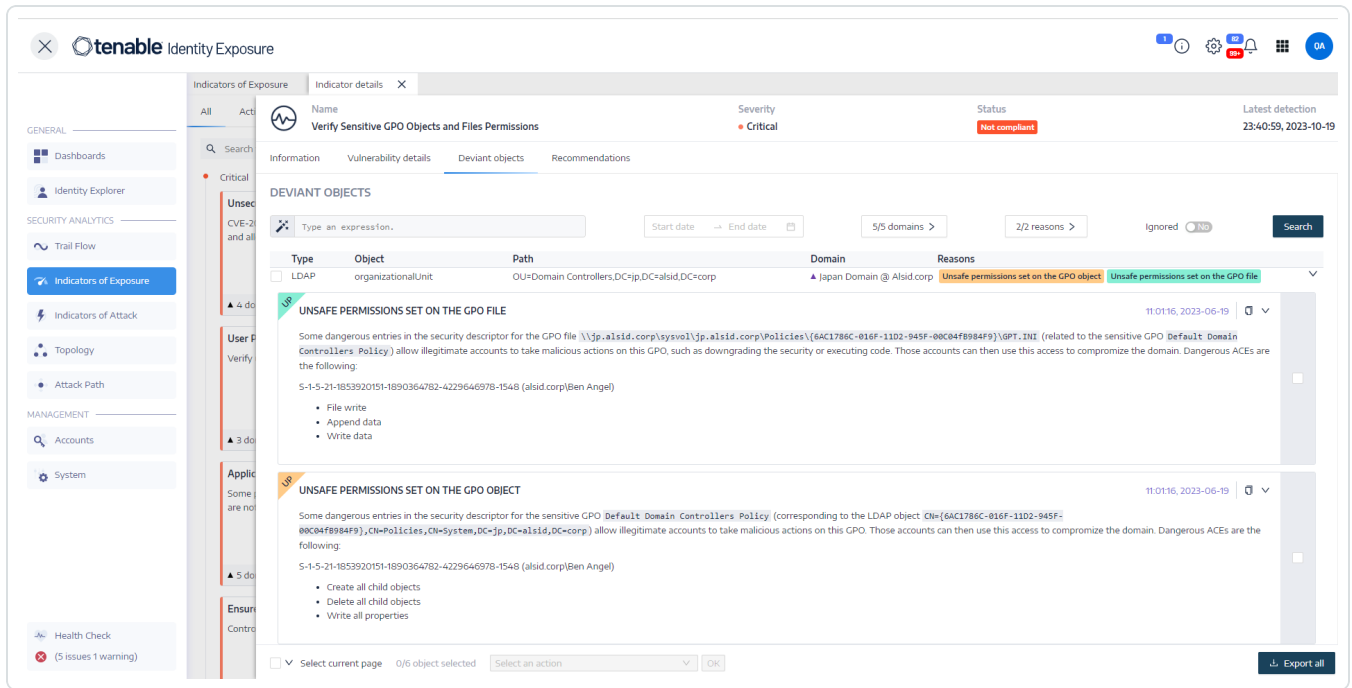 tenable Identity Exposure
1
82
99+
QA
GENERAL
Dashboards
Identity Explorer
SECURITY ANALYTICS
Trail Flow
Indicators of Exposure
Indicators of Attack
Topology
Attack Path
MANAGEMENT
Accounts
System
Health Check
(5 issues 1 warning)
Indicators of Exposure
Indicator details
All
Acti
Search
Critical
Unsec
CVE-20
and all
4 do
User P
Verify
3 do
Applic
Some p
are not
5 do
Ensure
Contro
Name
Severity
Status
Latest detection
Verify Sensitive GPO Objects and Files Permissions
Critical
Not compliant
23:40:59, 2023-10-19
Information
Vulnerability details
Deviant objects
Recommendations
DEVIANT OBJECTS
Type an expression.
Start date → End date
5/5 domains >
2/2 reasons >
Ignored No
Search
Type Object Path Domain Reasons
LDAP organizationalUnit OU=Domain Controllers,DC=jp,DC=alsid,DC=corp Japan Domain @ Alsid.corp Unsafe permissions set on the GPO object Unsafe permissions set on the GPO file
UP
UNSAFE PERMISSIONS SET ON THE GPO FILE
11:01:16, 2023-06-19
Some dangerous entries in the security descriptor for the GPO file \\jp.alsid.corp\sysvol\jp.alsid.corp\Policies\{6AC1786C-016F-11D2-945F-00C04fB984F9}\GPT.INI (related to the sensitive GPO Default Domain
Controllers Policy) allow illegitimate accounts to take malicious actions on this GPO, such as downgrading the security or executing code. Those accounts can then use this access to compromise the domain. Dangerous ACEs are
the following:
S-1-5-21-1853920151-1890364782-4229646978-1548 (alsid.corp\Ben Angel)
• File write
• Append data
• Write data
UP
UNSAFE PERMISSIONS SET ON THE GPO OBJECT
11:01:16, 2023-06-19
Some dangerous entries in the security descriptor for the sensitive GPO Default Domain Controllers Policy (corresponding to the LDAP object CN={6AC1786C-016F-11D2-945F-
00C04fB984F9},CN=Policies,CN=System,DC=jp,DC=alsid,DC=corp) allow illegitimate accounts to take malicious actions on this GPO. Those accounts can then use this access to compromise the domain. Dangerous ACEs are the
following:
S-1-5-21-1853920151-1890364782-4229646978-1548 (alsid.corp\Ben Angel)
• Create all child objects
• Delete all child objects
• Write all properties
Select current page
0/6 object selected
Select an action
OK
Export all